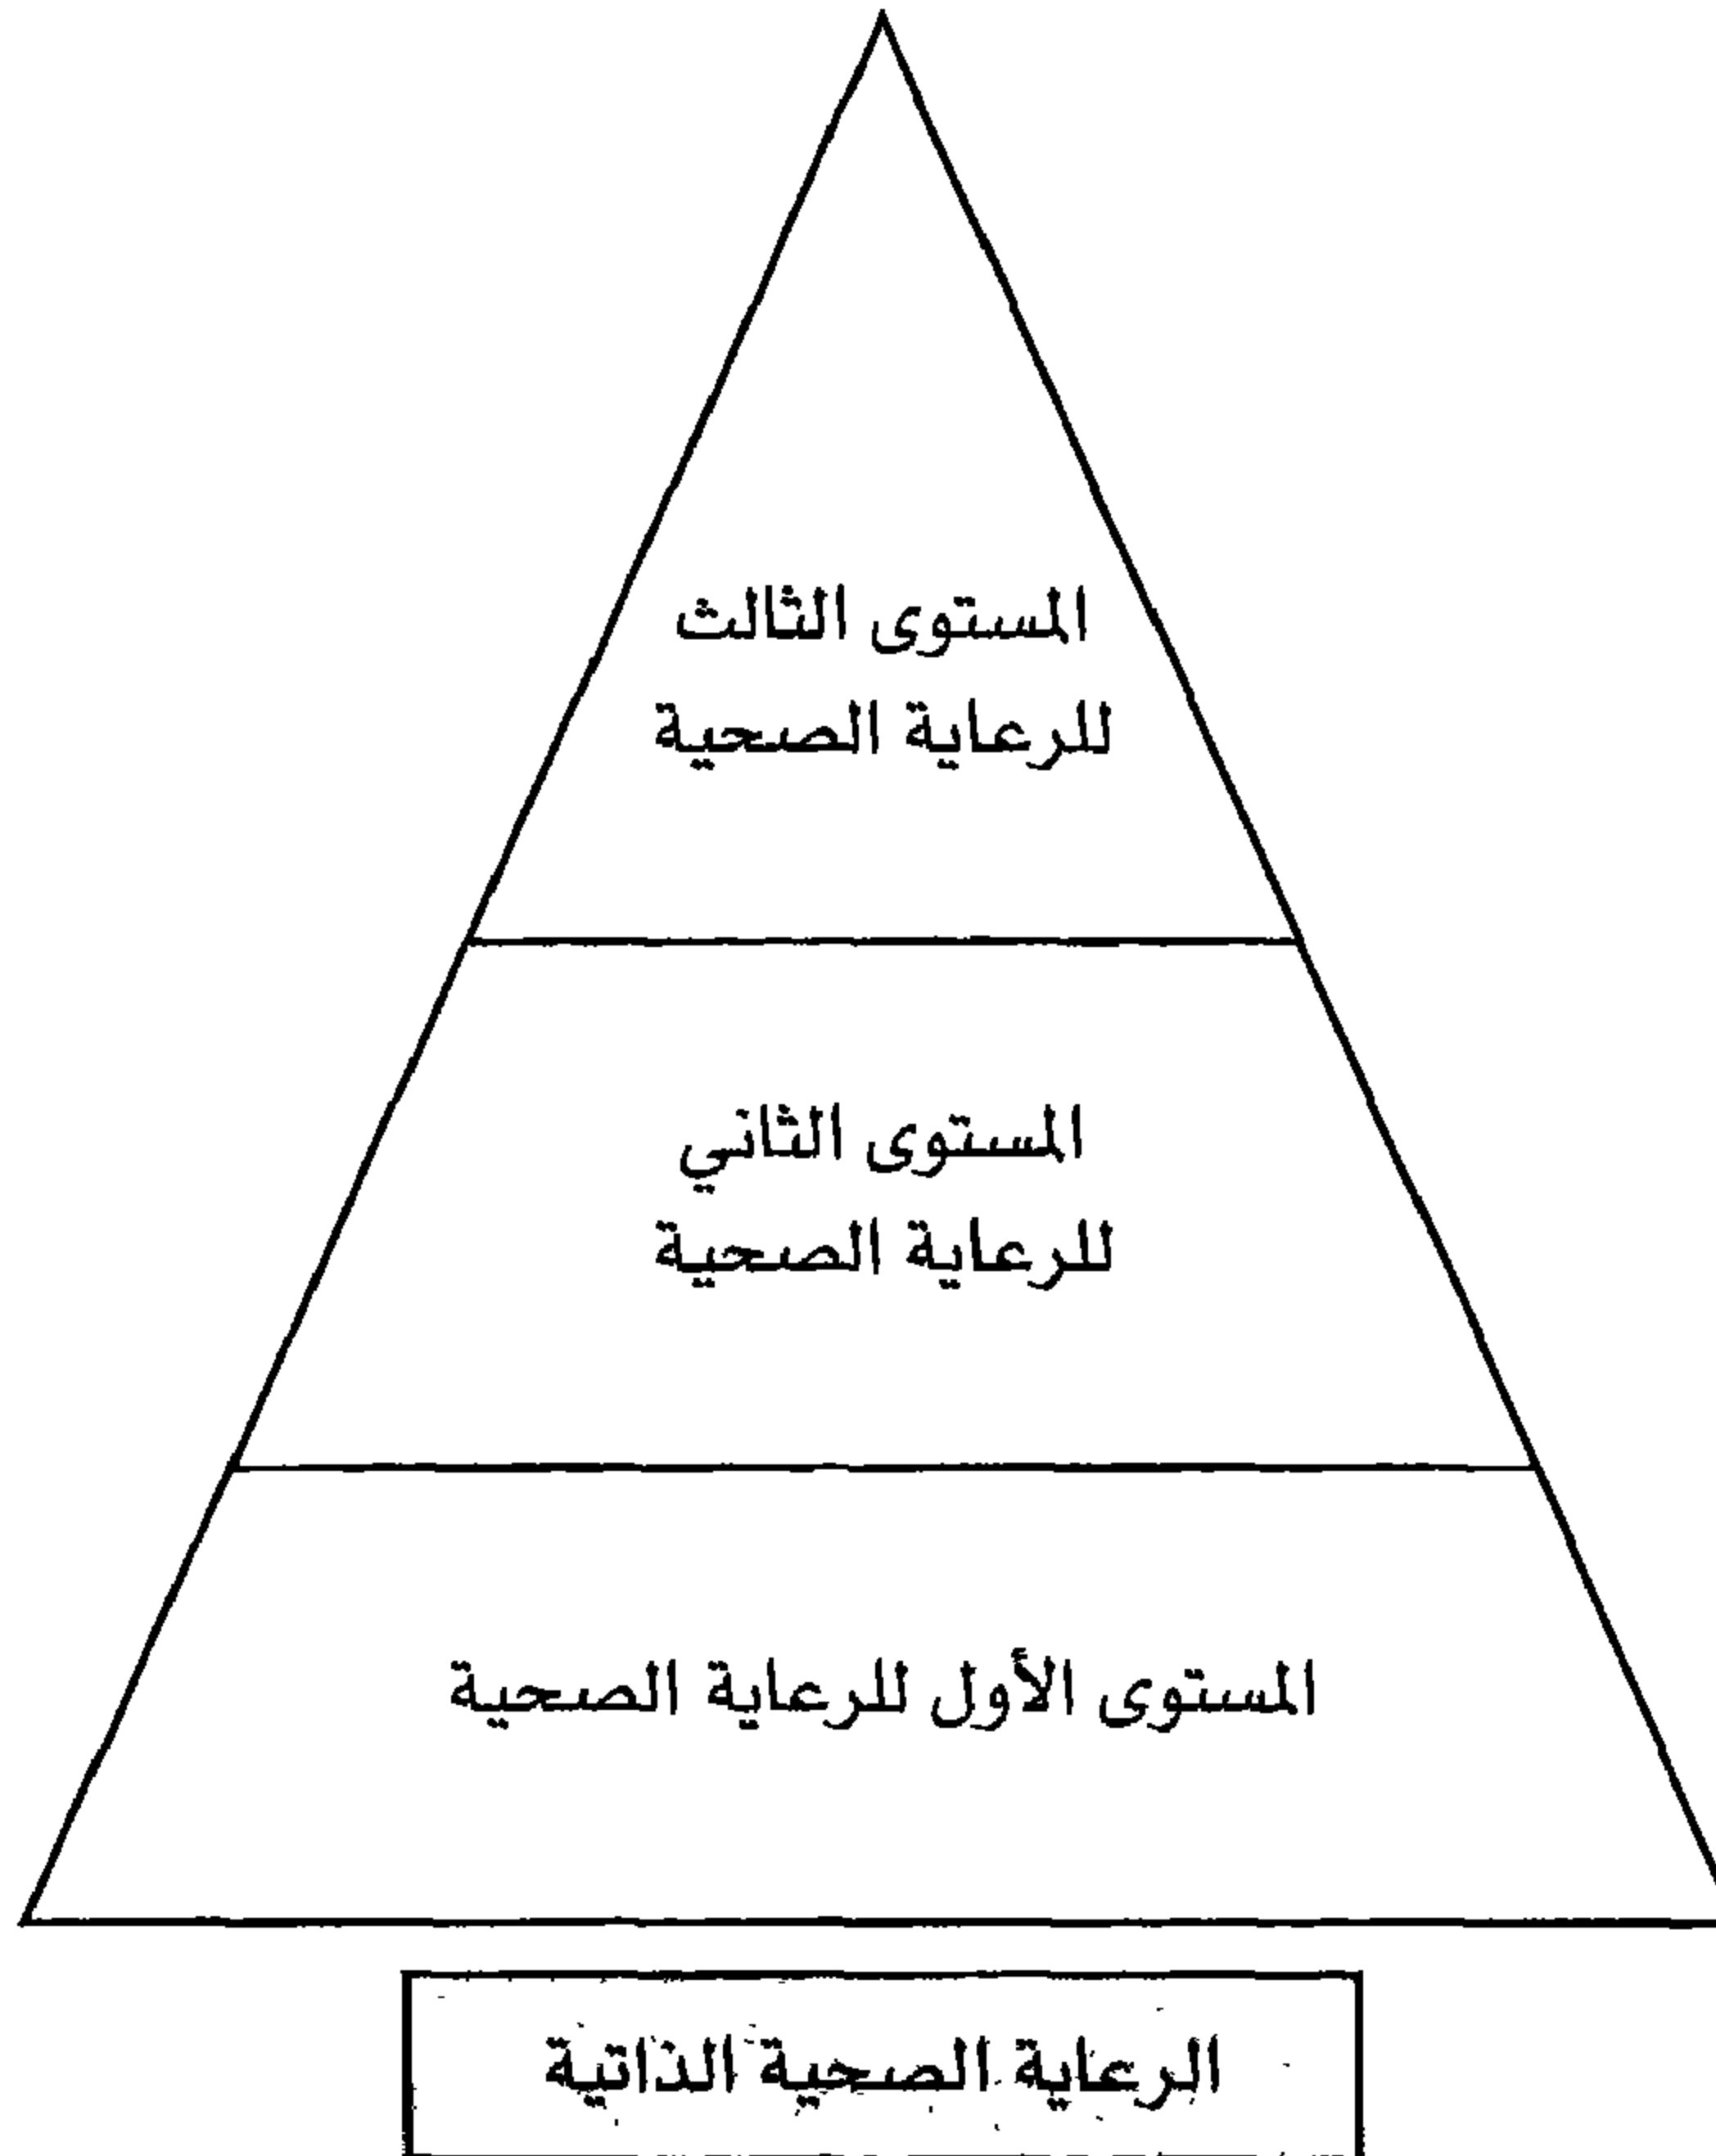 المستوى الثالث
للرعاية الصحية
المستوى الثاني
للرعاية الصحية
المستوى الأول للرعاية الصحية
الرعاية الصحية الذاتية